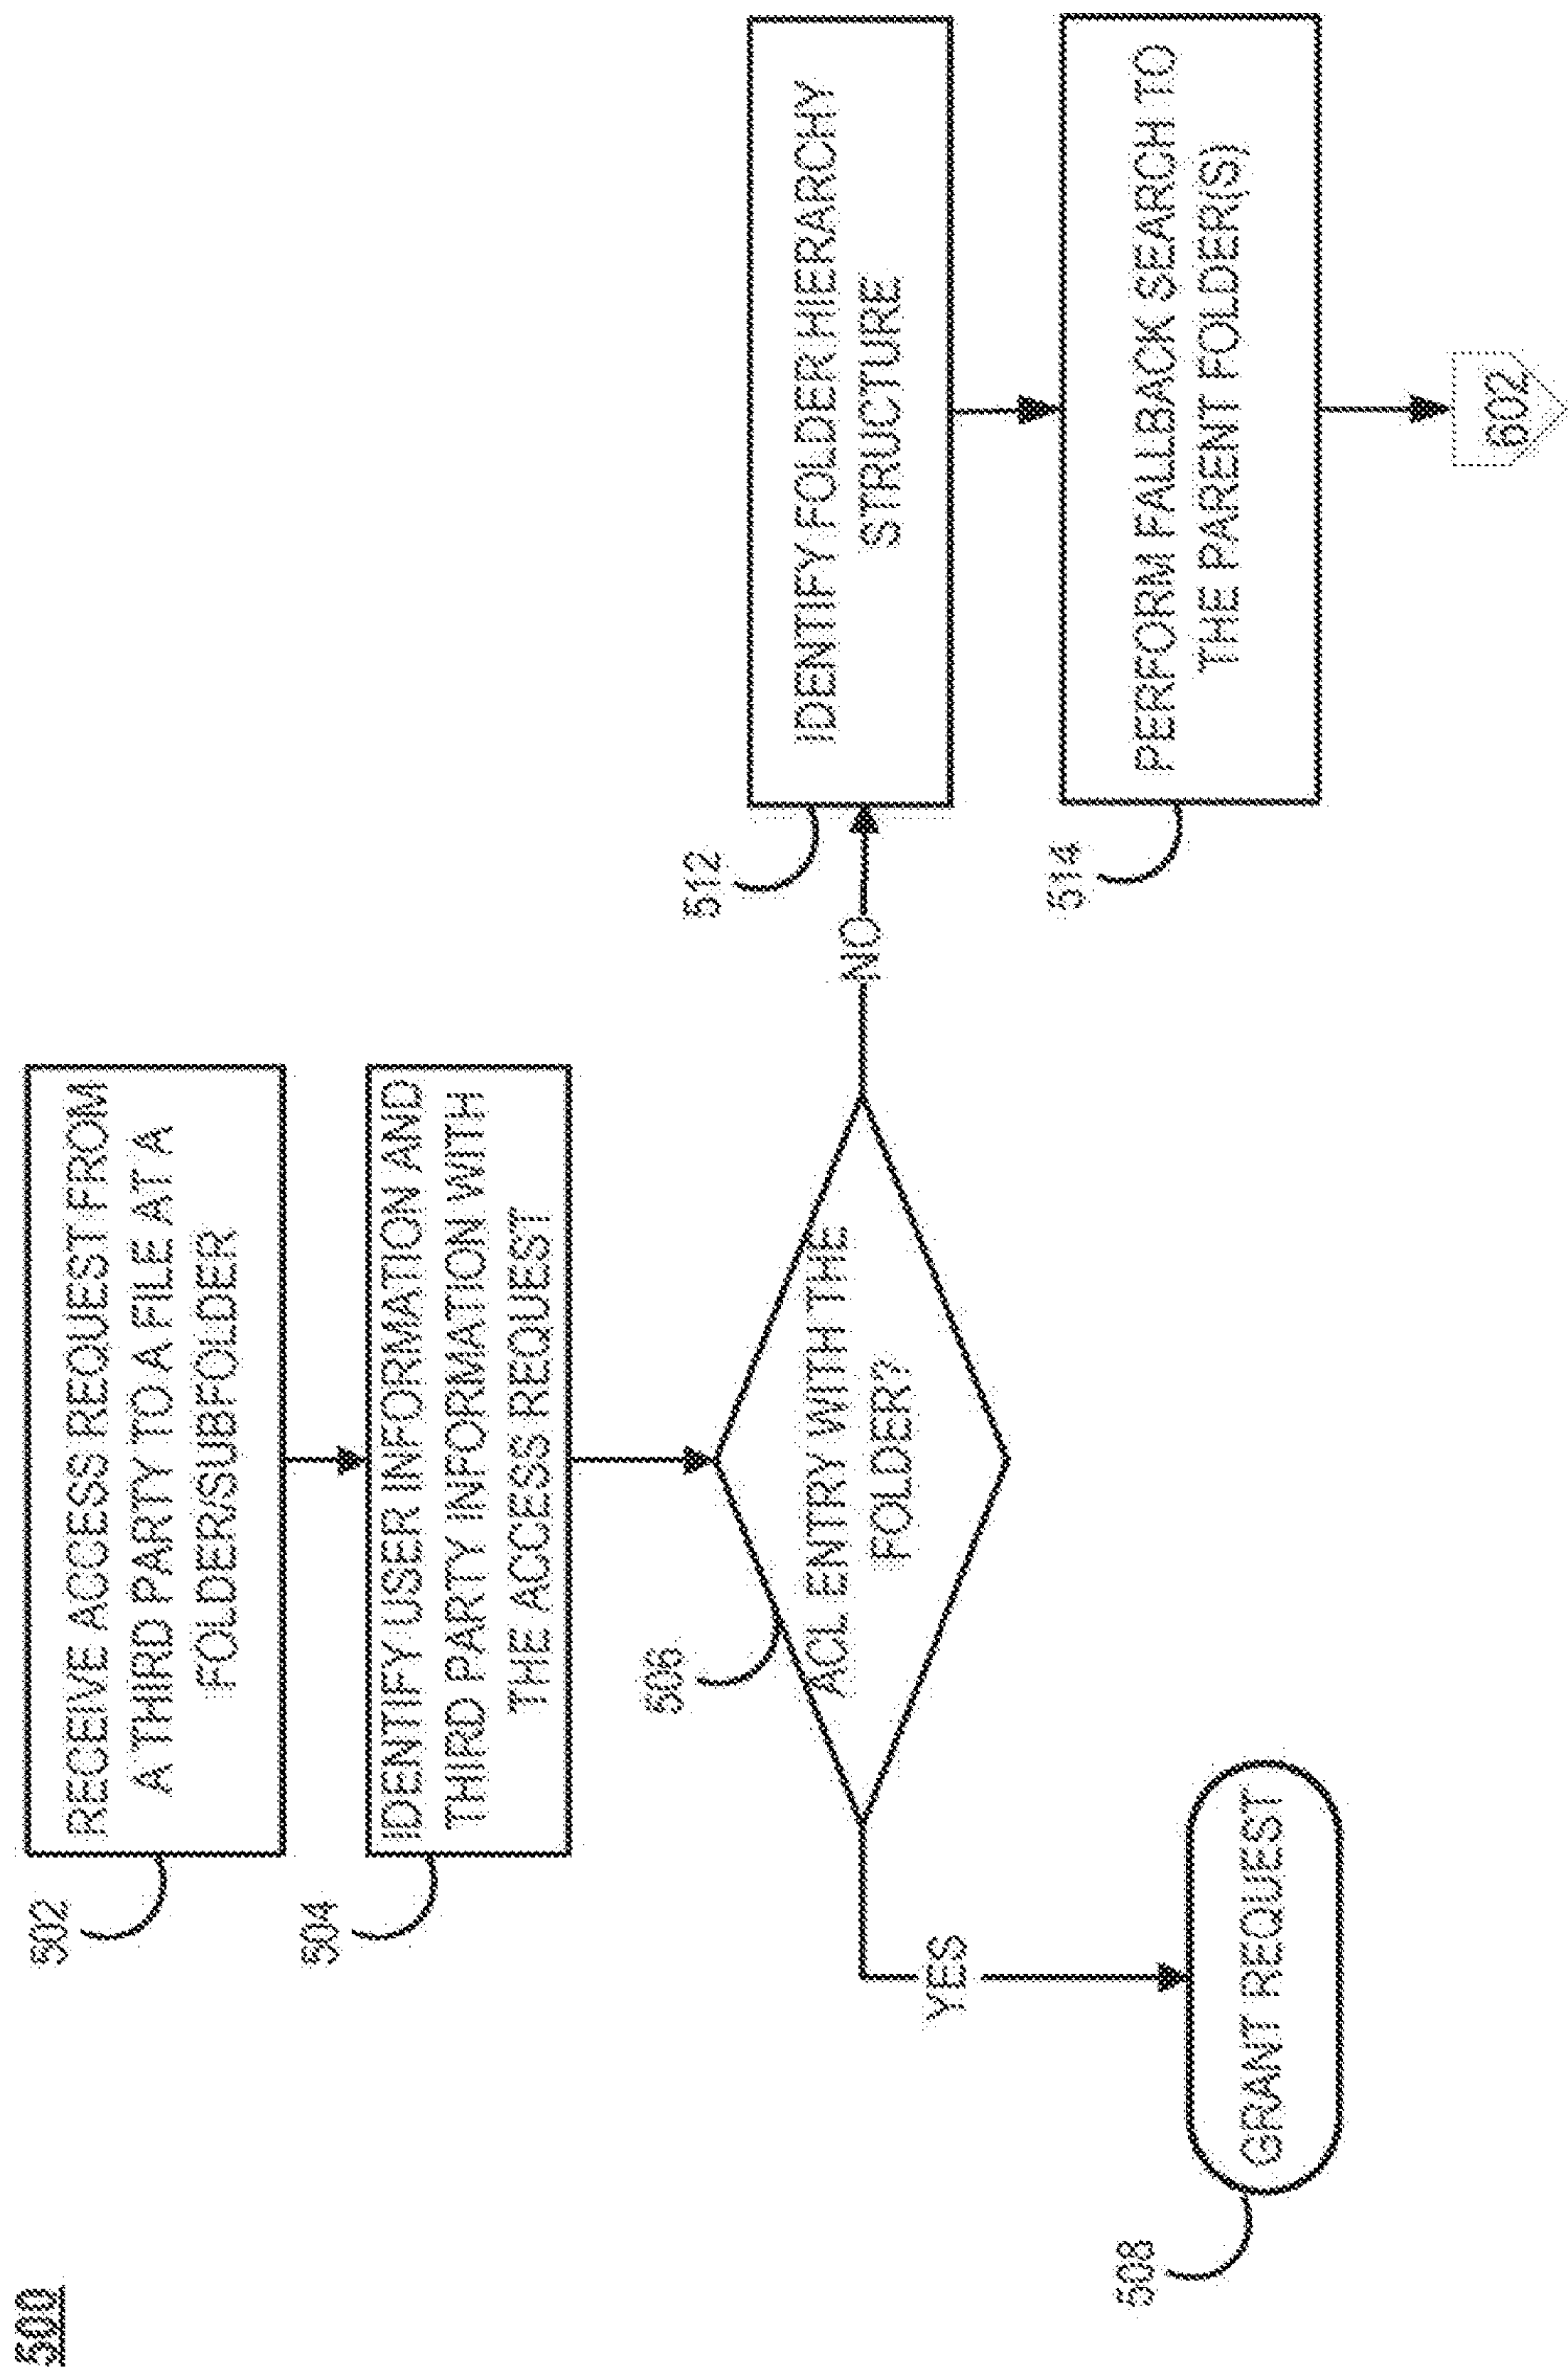 500
502
RECEIVE ACCESS REQUEST FROM
A THIRD PARTY TO A FILE AT A
FOLDER/SUBFOLDER
504
IDENTIFY USER INFORMATION AND
THIRD PARTY INFORMATION WITH
THE ACCESS REQUEST
506
ACL ENTRY WITH THE
FOLDER?
YES
NO
508
GRANT REQUEST
512
IDENTIFY FOLDER HIERARCHY
STRUCTURE
514
PERFORM FALLBACK SEARCH TO
THE PARENT FOLDER(S)
602